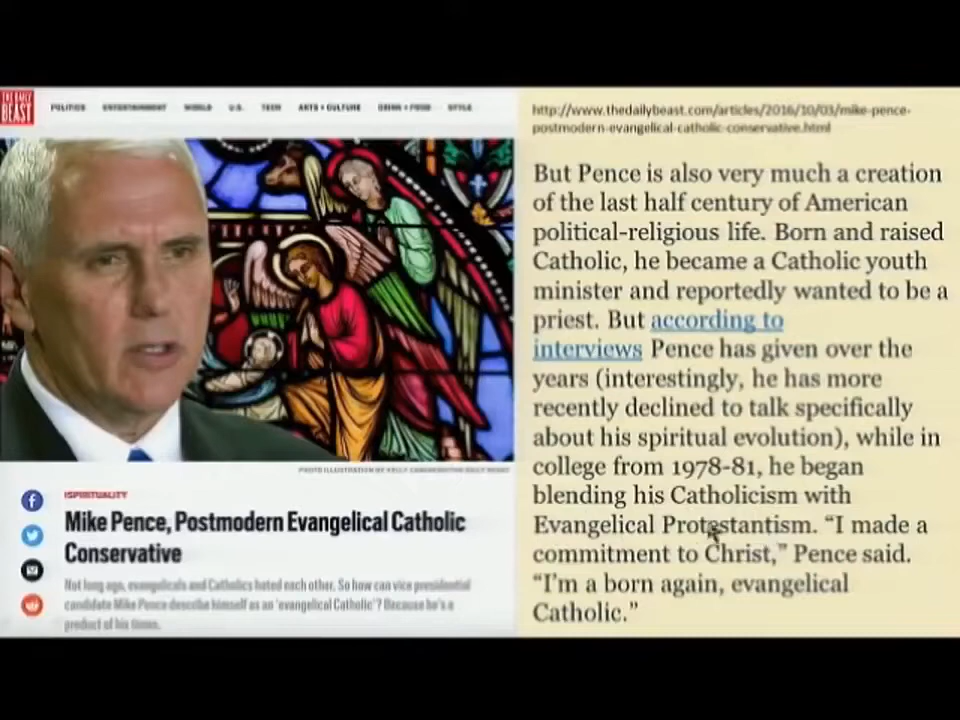 THE DAILY BEAST
POLITICS ENTERTAINMENT WORLD U.S. TECH ARTS + CULTURE DRINK + FOOD STYLE
PHOTO ILLUSTRATION BY KELLY
ISPIRITUALITY
Mike Pence, Postmodern Evangelical Catholic
Conservative
Not long ago, evangelicals and Catholics hated each other. So how can vice presidential
candidate Mike Pence describe himself as an 'evangelical Catholic'? Because he's a
product of his times.
http://www.thedailybeast.com/articles/2016/10/03/mike-pence-
postmodern-evangelical-catholic-conservative.html
But Pence is also very much a creation
of the last half century of American
political-religious life. Born and raised
Catholic, he became a Catholic youth
minister and reportedly wanted to be a
priest. But according to
interviews Pence has given over the
years (interestingly, he has more
recently declined to talk specifically
about his spiritual evolution), while in
college from 1978-81, he began
blending his Catholicism with
Evangelical Protestantism. “I made a
commitment to Christ,” Pence said.
“I’m a born again, evangelical
Catholic.”